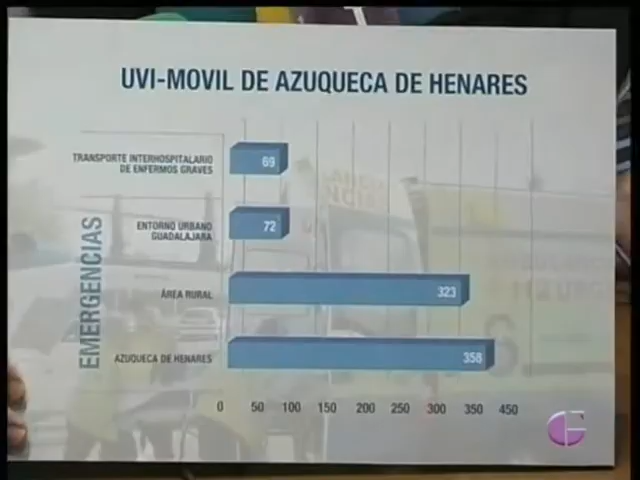 UVI-MOVIL DE AZUQUECA DE HENARES
EMERGENCIAS
TRANSPORTE INTERHOSPITALARIO
DE ENFERMOS GRAVES
69
ENTORNO URBANO
GUADALAJARA
72
ÁREA RURAL
323
AZUQUECA DE HENARES
358
0 50 100 150 200 250 300 350 450